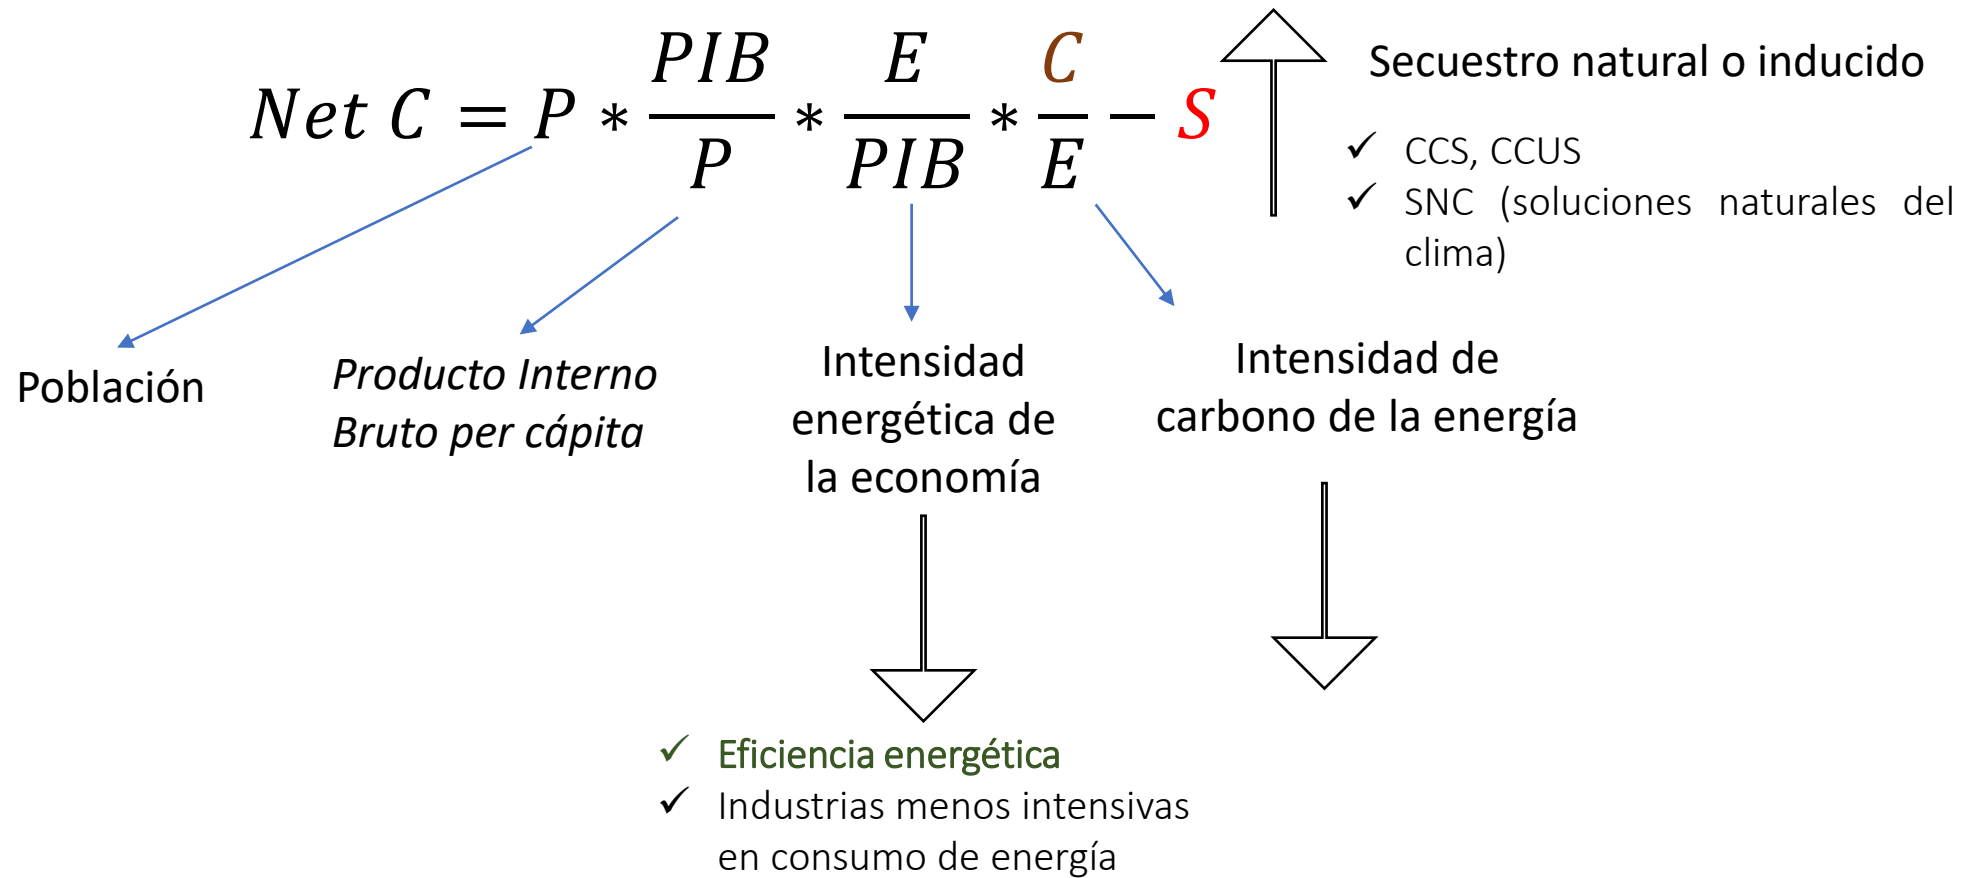 Net C = P * PIB/P * E/PIB * C/E − S
Secuestro natural o inducido
✓ CCS, CCUS
✓ SNC (soluciones naturales del
clima)
Población
Producto Interno
Bruto per cápita
Intensidad
energética de
la economía
Intensidad de
carbono de la energía
✓ Eficiencia energética
✓ Industrias menos intensivas
en consumo de energía